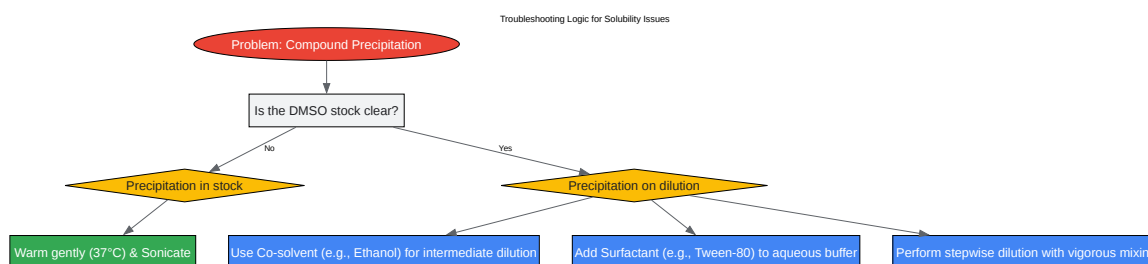 Troubleshooting Logic for Solubility Issues
Problem: Compound Precipitation
Is the DMSO stock clear?
No
Yes
Precipitation in stock
Precipitation on dilution
Warm gently (37°C) & Sonicate
Use Co-solvent (e.g., Ethanol) for intermediate dilution
Add Surfactant (e.g., Tween-80) to aqueous buffer
Perform stepwise dilution with vigorous mixin